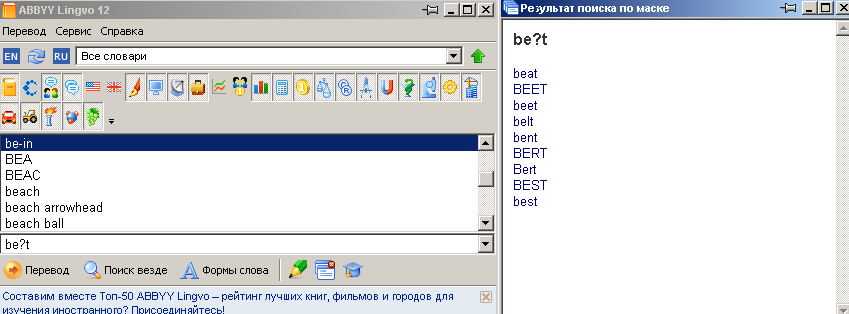 ABBYY Lingvo 12
Перевод Сервис Справка
EN RU Все словари
be-in
BEA
BEAC
beach
beach arrowhead
beach ball
be?t
Перевод Поиск везде Формы слова
Составим вместе Топ-50 ABBYY Lingvo – рейтинг лучших книг, фильмов и городов для
изучения иностранного? Присоединяйтесь!
Результат поиска по маске
be?t
beat
BEET
beet
belt
bent
BERT
Bert
BEST
best